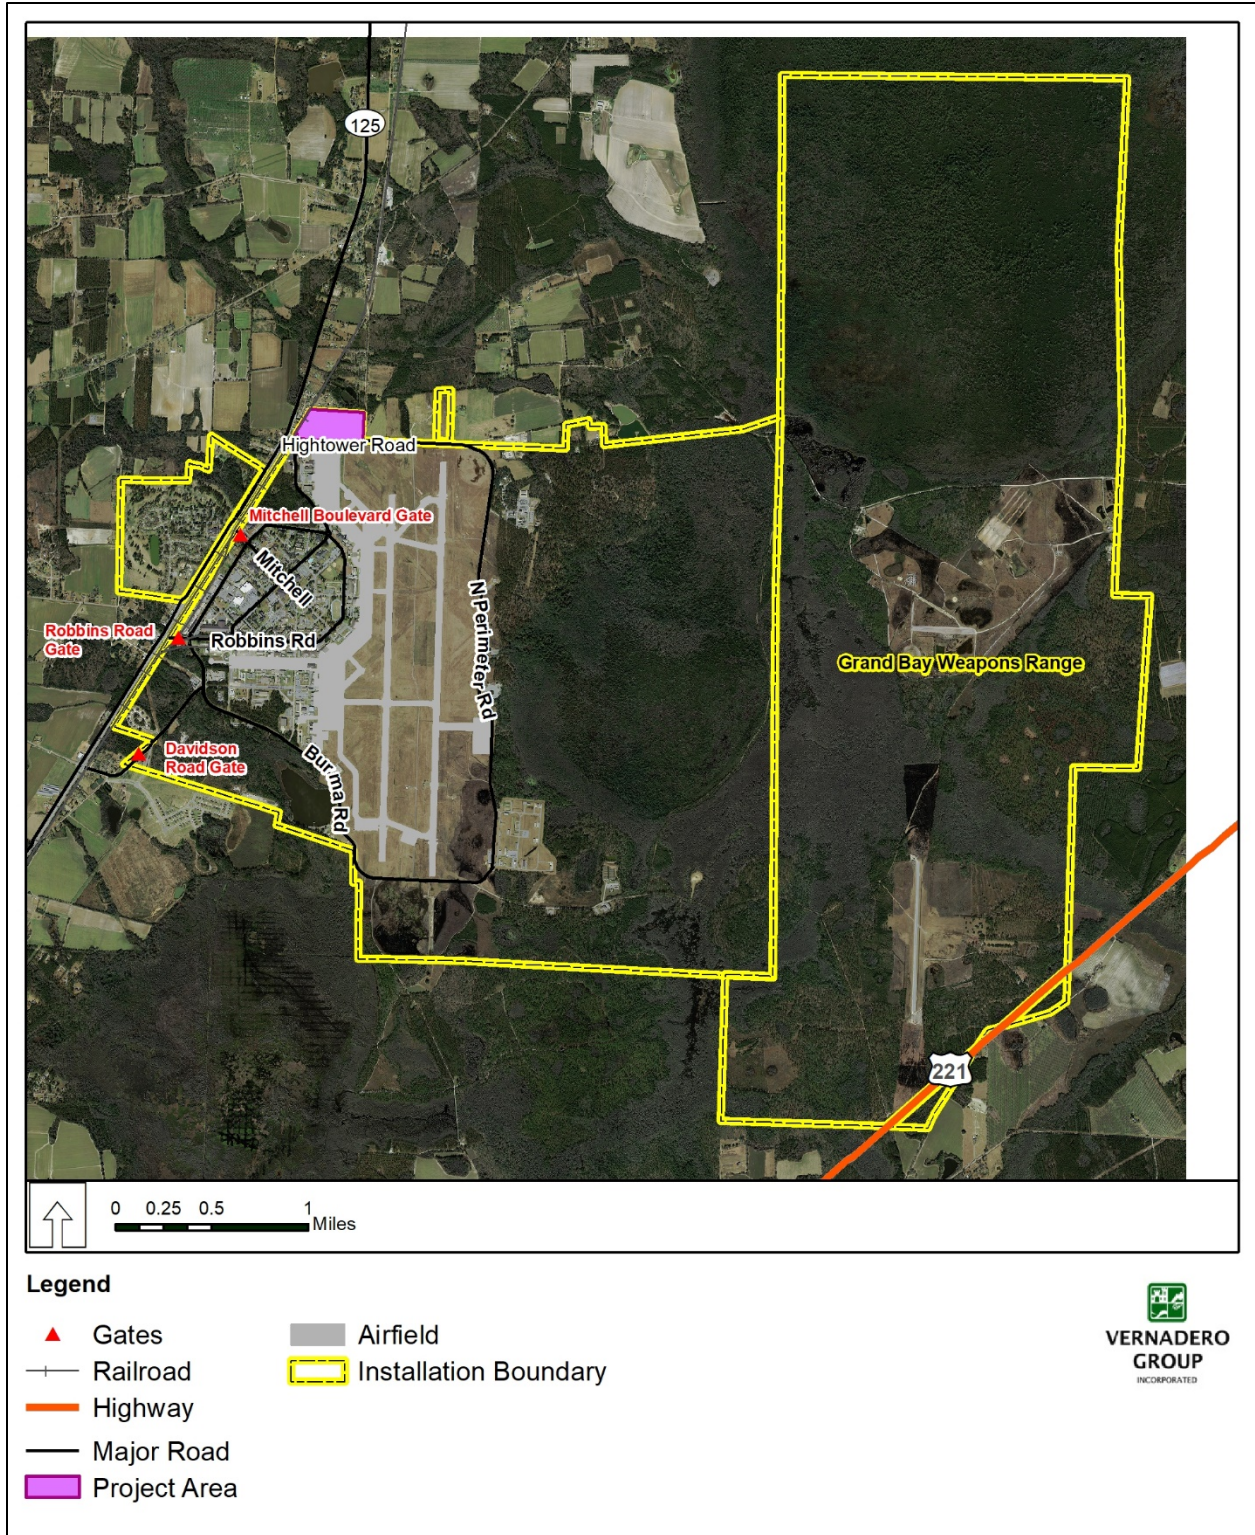 125
Hightower Road
Mitchell Boulevard Gate
Mitchell
Robbins Road
Gate
Robbins Rd
N Perimeter Rd
Grand Bay Weapons Range
Davidson
Road Gate
Burma Rd
221
0 0.25 0.5 1
Miles
Legend
Gates
Railroad
Highway
Major Road
Project Area
Airfield
Installation Boundary
VERNADERO
GROUP
INCORPORATED